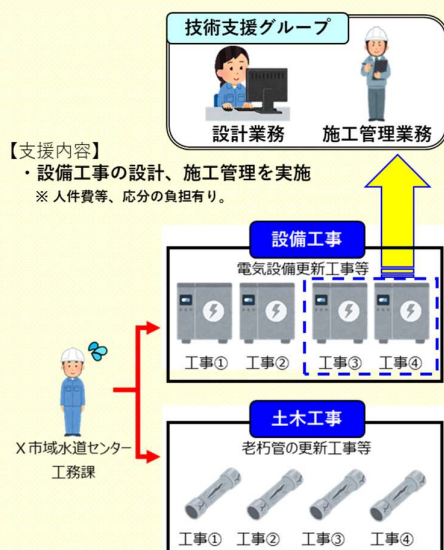 技術支援グループ
設計業務 施工管理業務
【支援内容】
・設備工事の設計、施工管理を実施
※ 人件費等、応分の負担有り。
設備工事
電気設備更新工事等
工事① 工事② 工事③ 工事④
X市域水道センター
工務課
土木工事
老朽管の更新工事等
工事① 工事② 工事③ 工事④